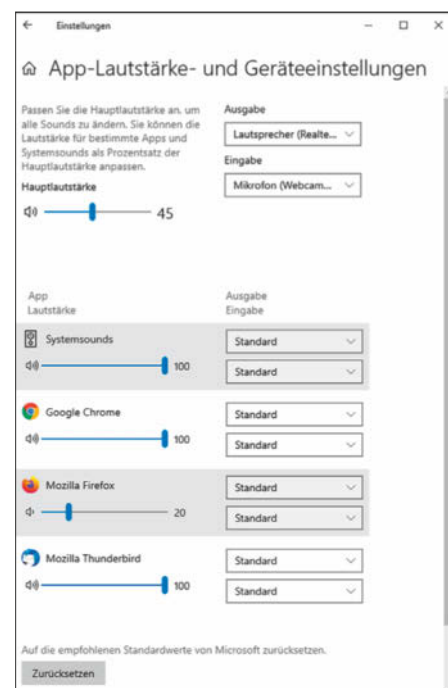 Einstellungen
App-Lautstärke- und Geräteeinstellungen
Passen Sie die Hauptlautstärke an, um
alle Sounds zu ändern. Sie können die
Lautstärke für bestimmte Apps und
Systemsounds als Prozentsatz der
Hauptlautstärke anpassen.
Hauptlautstärke
45
Ausgabe
Lautsprecher (Realte...
Eingabe
Mikrofon (Webcam...
App
Lautstärke
Ausgabe
Eingabe
Systemsounds
100
Standard
Standard
Google Chrome
100
Standard
Standard
Mozilla Firefox
20
Standard
Standard
Mozilla Thunderbird
100
Standard
Standard
Auf die empfohlenen Standardwerte von Microsoft zurücksetzen.
Zurücksetzen